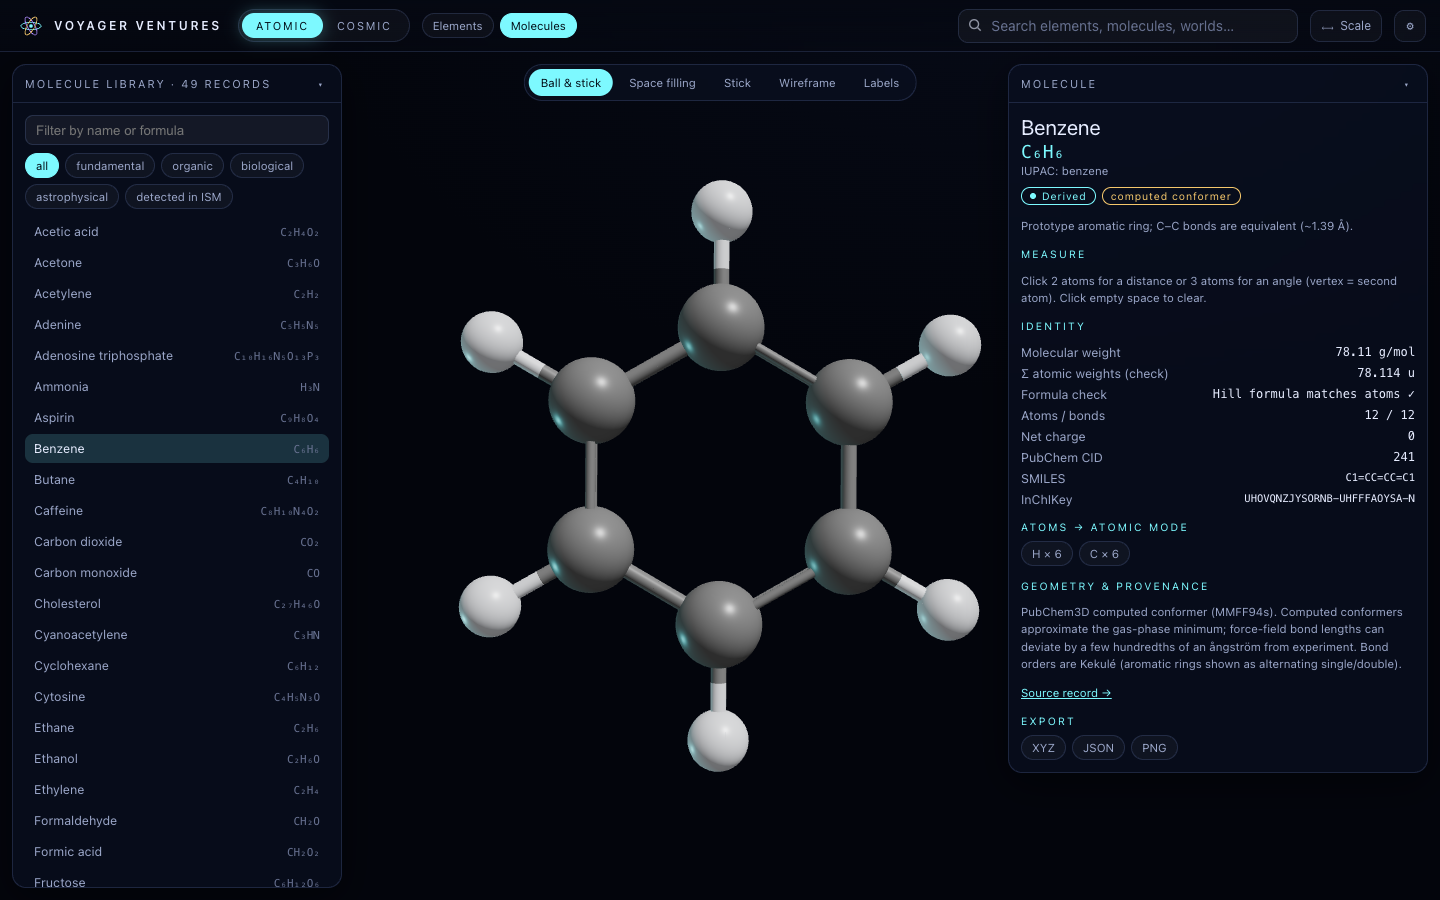 VOYAGER VENTURES
ATOMIC
COSMIC
Elements
Molecules
Search elements, molecules, worlds...
Scale
MOLECULE LIBRARY · 49 RECORDS
Filter by name or formula
all
fundamental
organic
biological
astrophysical
detected in ISM
Acetic acid C₂H₄O₂
Acetone C₃H₆O
Acetylene C₂H₂
Adenine C₅H₅N₅
Adenosine triphosphate C₁₀H₁₆N₅O₁₃P₃
Ammonia H₃N
Aspirin C₉H₈O₄
Benzene C₆H₆
Butane C₄H₁₀
Caffeine C₈H₁₀N₄O₂
Carbon dioxide CO₂
Carbon monoxide CO
Cholesterol C₂₇H₄₆O
Cyanoacetylene C₃HN
Cyclohexane C₆H₁₂
Cytosine C₄H₅N₃O
Ethane C₂H₆
Ethanol C₂H₆O
Ethylene C₂H₄
Formaldehyde CH₂O
Formic acid CH₂O₂
Fructose C₆H₁₂O₆
Ball & stick
Space filling
Stick
Wireframe
Labels
MOLECULE
Benzene
C₆H₆
IUPAC: benzene
Derived
computed conformer
Prototype aromatic ring; C–C bonds are equivalent (~1.39 Å).
MEASURE
Click 2 atoms for a distance or 3 atoms for an angle (vertex = second
atom). Click empty space to clear.
IDENTITY
Molecular weight 78.11 g/mol
Σ atomic weights (check) 78.114 u
Formula check Hill formula matches atoms ✓
Atoms / bonds 12 / 12
Net charge 0
PubChem CID 241
SMILES C1=CC=CC=C1
InChIKey UHOVQNZJYSORNB-UHFFFAOYSA-N
ATOMS → ATOMIC MODE
H × 6
C × 6
GEOMETRY & PROVENANCE
PubChem3D computed conformer (MMFF94s). Computed conformers
approximate the gas-phase minimum; force-field bond lengths can
deviate by a few hundredths of an ångström from experiment. Bond
orders are Kekulé (aromatic rings shown as alternating single/double).
Source record →
EXPORT
XYZ
JSON
PNG